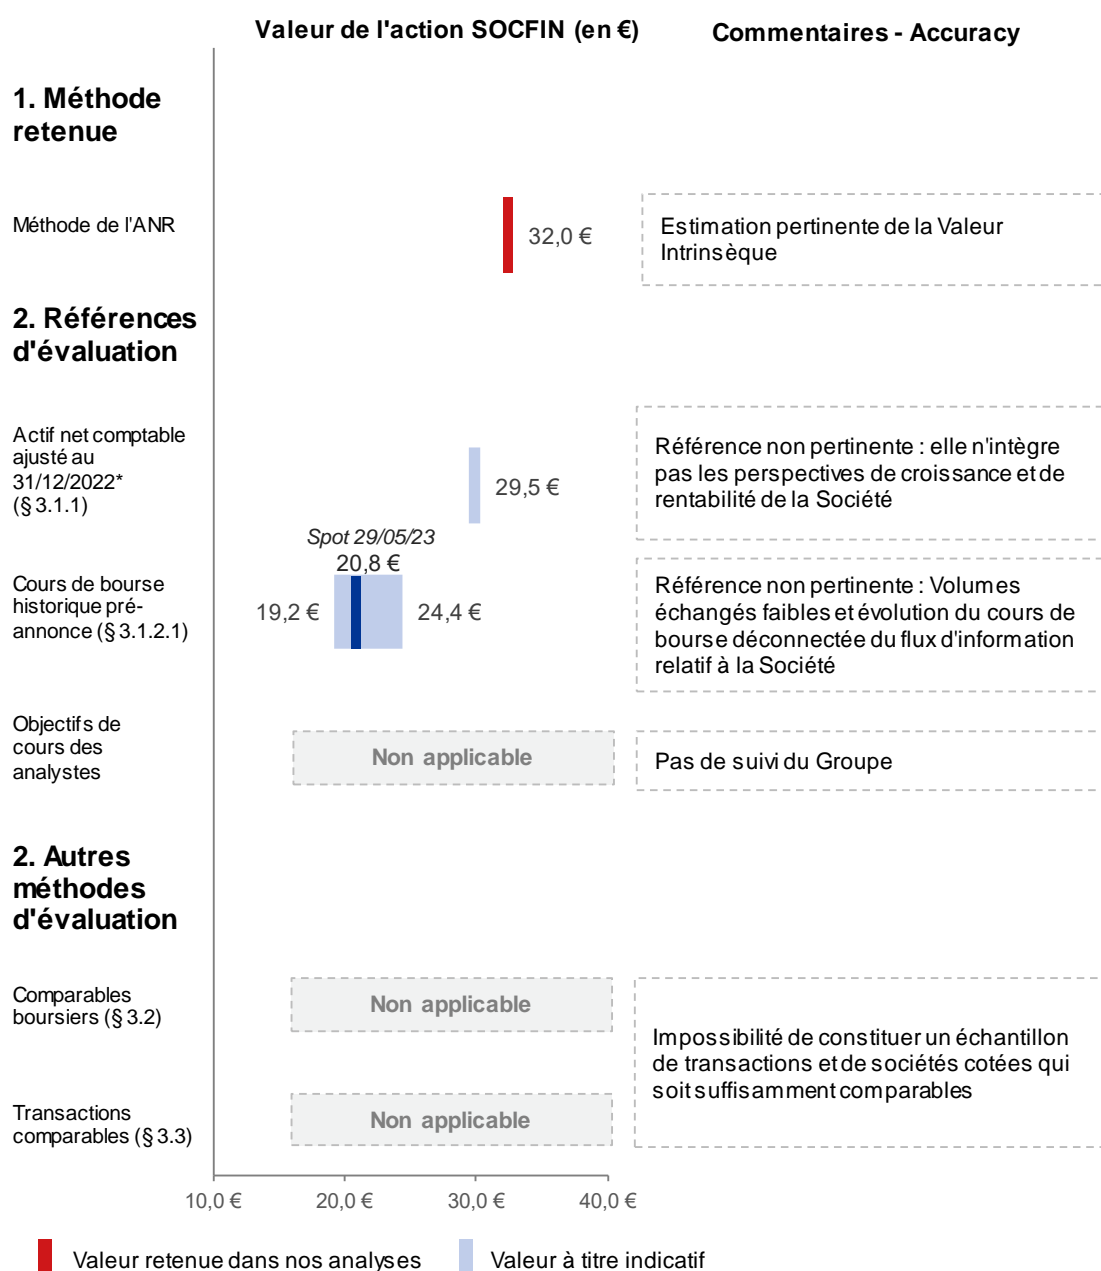 Valeur de l'action SOCFIN (en €)
Commentaires - Accuracy
1. Méthode
retenue
Méthode de l'ANR
32,0 €
Estimation pertinente de la Valeur
Intrinsèque
2. Références
d'évaluation
Actif net comptable
ajusté au
31/12/2022*
(§ 3.1.1)
29,5 €
Référence non pertinente : elle n'intègre
pas les perspectives de croissance et de
rentabilité de la Société
Spot 29/05/23
20,8 €
Cours de bourse
historique pré-
annonce (§ 3.1.2.1)
19,2 €
24,4 €
Référence non pertinente : Volumes
échangés faibles et évolution du cours de
bourse déconnectée du flux d'information
relatif à la Société
Objectifs de
cours des
analystes
Non applicable
Pas de suivi du Groupe
2. Autres
méthodes
d'évaluation
Comparables
boursiers (§ 3.2)
Non applicable
Impossibilité de constituer un échantillon
de transactions et de sociétés cotées qui
soit suffisamment comparables
Transactions
comparables (§ 3.3)
Non applicable
10,0 € 20,0 € 30,0 € 40,0 €
Valeur retenue dans nos analyses
Valeur à titre indicatif